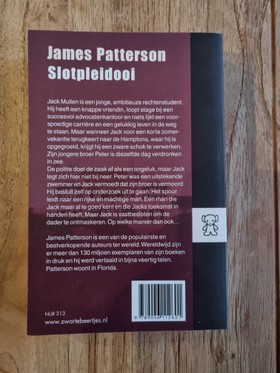 James Patterson
Slotpleidooi
Jack Mullen is een jonge, ambitieuze rechtenstudent.
Hij heeft een knappe vriendin, loopt stage bij een
succesvol advocatenkantoor en niets lijkt een voor-
spoedige carrière en een gelukkig leven in de weg
te staan. Maar wanneer Jack voor een korte zomer-
vakantie terugkeert naar de Hamptons, waar hij is
opgegroeid, krijgt hij een zware schok te verwerken.
Zijn jongere broer Peter is diezelfde dag verdronken
in zee.
De politie doet de zaak af als een ongeluk, maar Jack
legt zich hier niet bij neer. Peter was een uitstekende
zwemmer en Jack vermoedt dat zijn broer is vermoord.
Hij besluit zelf op onderzoek uit te gaan. Het spoor
leidt naar een rijke en machtige man. Een man die
Jack maar al te goed kent en die Jacks toekomst in
handen heeft. Maar Jack is vastbesloten om de
dader te ontmaskeren. Op welke manier dan ook....
James Patterson is een van de populairste en
bestverkopende auteurs ter wereld. Wereldwijd zijn
er meer dan 130 miljoen exemplaren van zijn boeken
in druk en hij werd vertaald in bijna veertig talen.
Patterson woont in Florida.
NUR 313
www.zwartebeertjes.nl